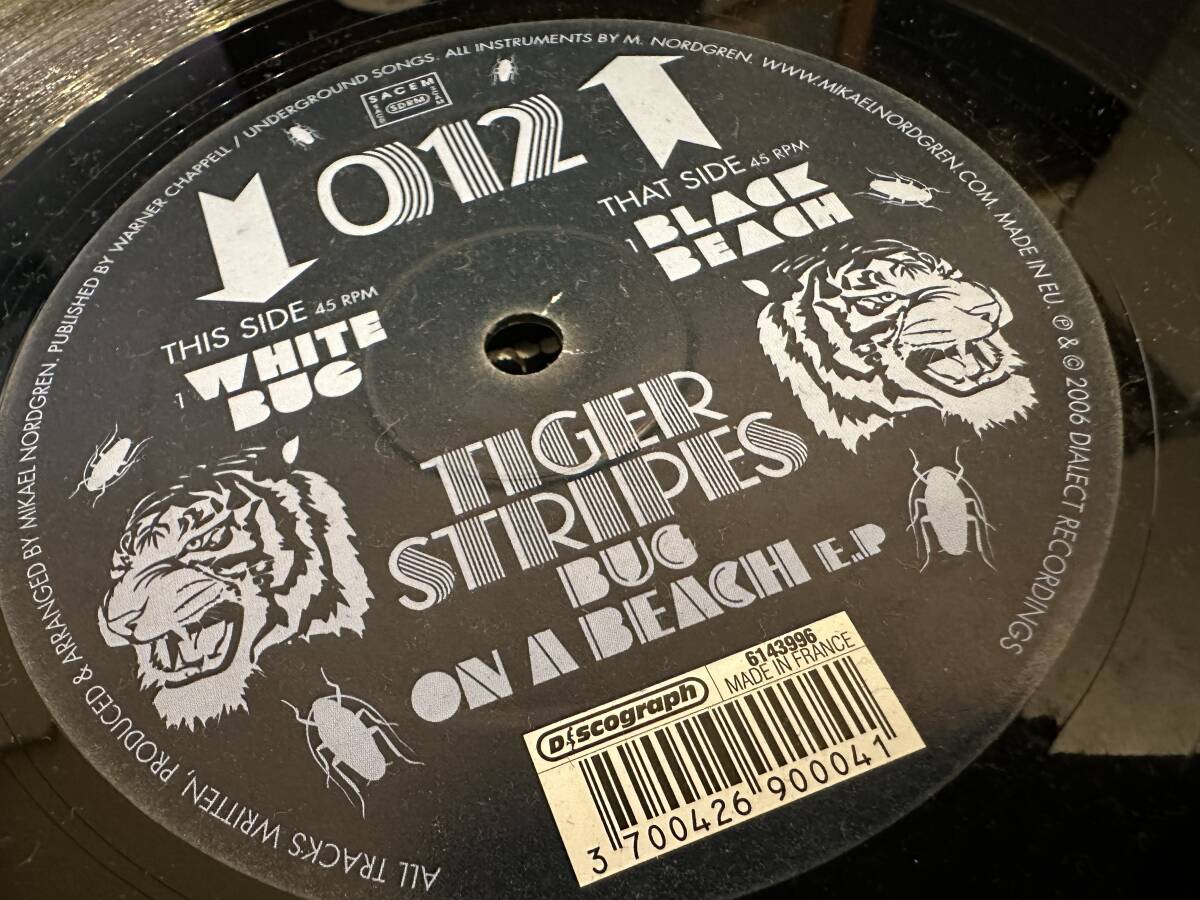 ALL TRACKS WRITTEN, PRODUCED & ARRANGED BY MIKAEL NORDGREN. PUBLISHED BY WARNER CHAPPELL / UNDERGROUND SONGS. ALL INSTRUMENTS BY M. NORDGREN. WWW.MIKAELNORDGREN.COM. MADE IN EU. ℗ & © 2006 DIALECT RECORDINGS
SACEM
SDRM
012
THIS SIDE 45 RPM
1 WHITE
BUG
THAT SIDE 45 RPM
1 BLACK
BEACH
TIGER
STRIPES
BUG
ON A BEACH E.P
Discograph
6143996
MADE IN FRANCE
3 700426 900041